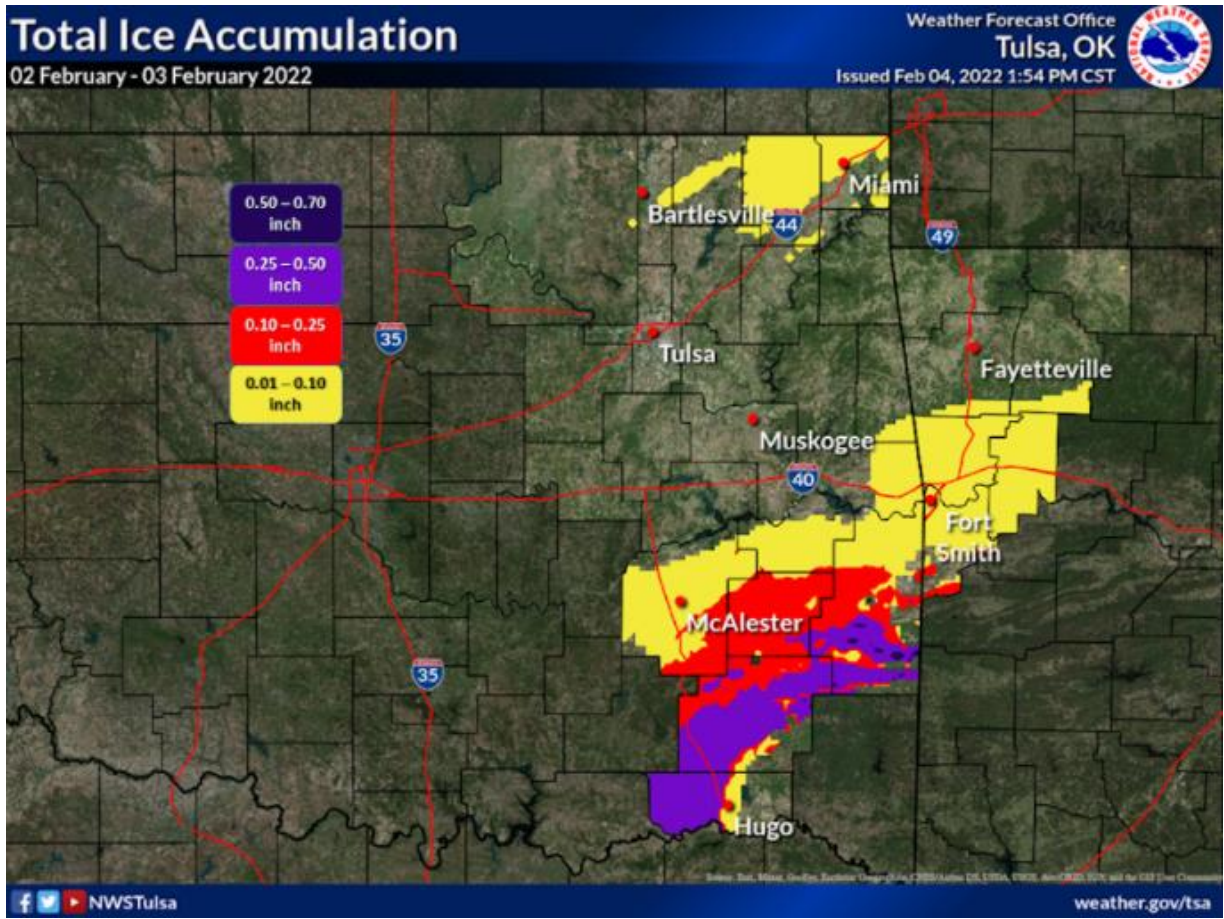 Total Ice Accumulation
02 February - 03 February 2022
Weather Forecast Office
Tulsa, OK
Issued Feb 04, 2022 1:54 PM CST
NATIONAL WEATHER SERVICE
0.50 – 0.70
inch
0.25 – 0.50
inch
0.10 – 0.25
inch
0.01 – 0.10
inch
Miami
Bartlesville
44
49
35
Tulsa
Fayetteville
Muskogee
40
Fort
Smith
McAlester
35
Hugo
NWSTulsa
weather.gov/tsa